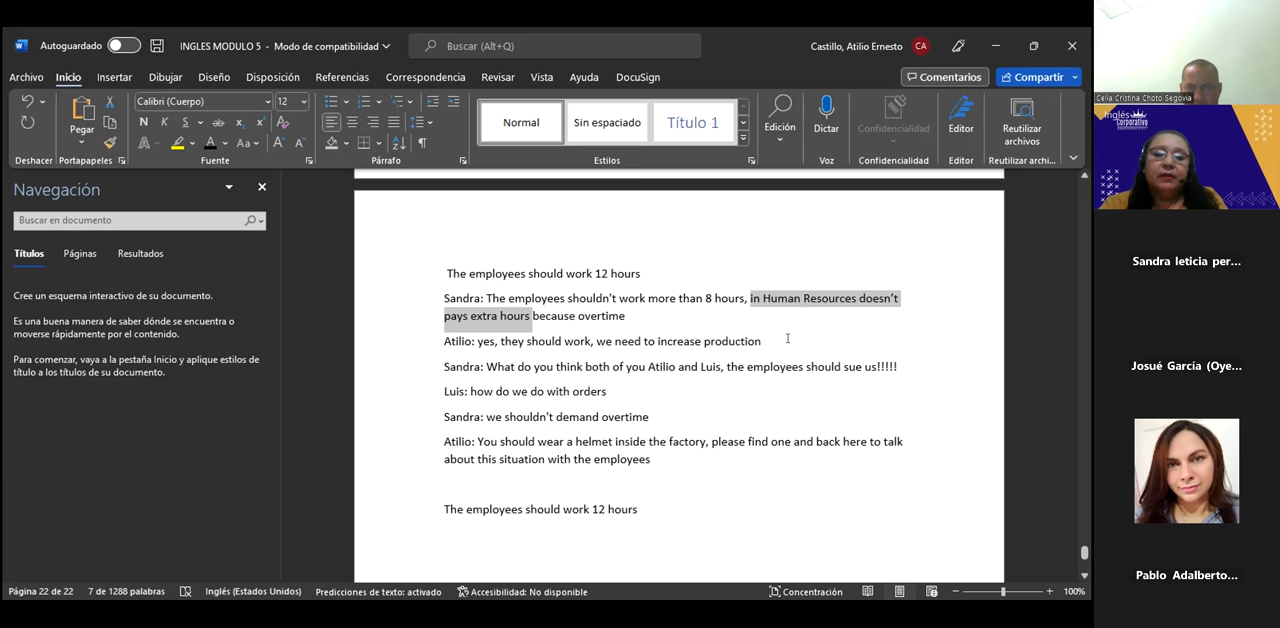 Autoguardado
INGLES MODULO 5 - Modo de compatibilidad
Buscar (Alt+Q)
Castillo, Atilio Ernesto
CA
Archivo Inicio Insertar Dibujar Diseño Disposición Referencias Correspondencia Revisar Vista Ayuda DocuSign
Comentarios
Compartir
Pegar
Calibri (Cuerpo) 12
N K S ab x₂ x²
A A Aa A A
Normal
Sin espaciado
Título 1
Edición
Dictar
Confidencialidad
Editor
Reutilizar
archivos
Deshacer Portapapeles Fuente Párrafo Estilos Voz Confidencialidad Editor Reutilizar archi...
Navegación
Buscar en documento
Títulos Páginas Resultados
Cree un esquema interactivo de su documento.
Es una buena manera de saber dónde se encuentra o
moverse rápidamente por el contenido.
Para comenzar, vaya a la pestaña Inicio y aplique estilos de
título a los títulos de su documento.
The employees should work 12 hours
Sandra: The employees shouldn't work more than 8 hours, in Human Resources doesn't
pays extra hours because overtime
Atilio: yes, they should work, we need to increase production
Sandra: What do you think both of you Atilio and Luis, the employees should sue us!!!!!
Luis: how do we do with orders
Sandra: we shouldn't demand overtime
Atilio: You should wear a helmet inside the factory, please find one and back here to talk
about this situation with the employees
The employees should work 12 hours
Página 22 de 22 7 de 1288 palabras Inglés (Estados Unidos) Predicciones de texto: activado Accesibilidad: No disponible Concentración 100%
Celia Cristina Choto Segovia
Inglés
Corporativo
Sandra leticia per...
Josué García (Oye...
Pablo Adalberto...